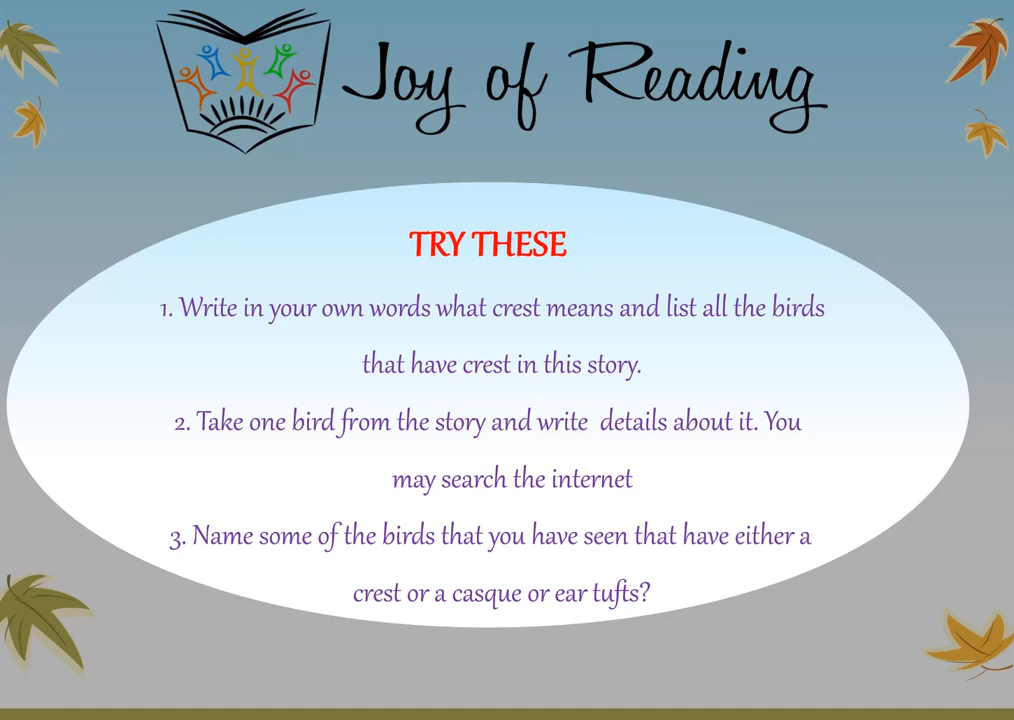 Joy of Reading
TRY THESE
1. Write in your own words what crest means and list all the birds
that have crest in this story.
2. Take one bird from the story and write details about it. You
may search the internet
3. Name some of the birds that you have seen that have either a
crest or a casque or ear tufts?